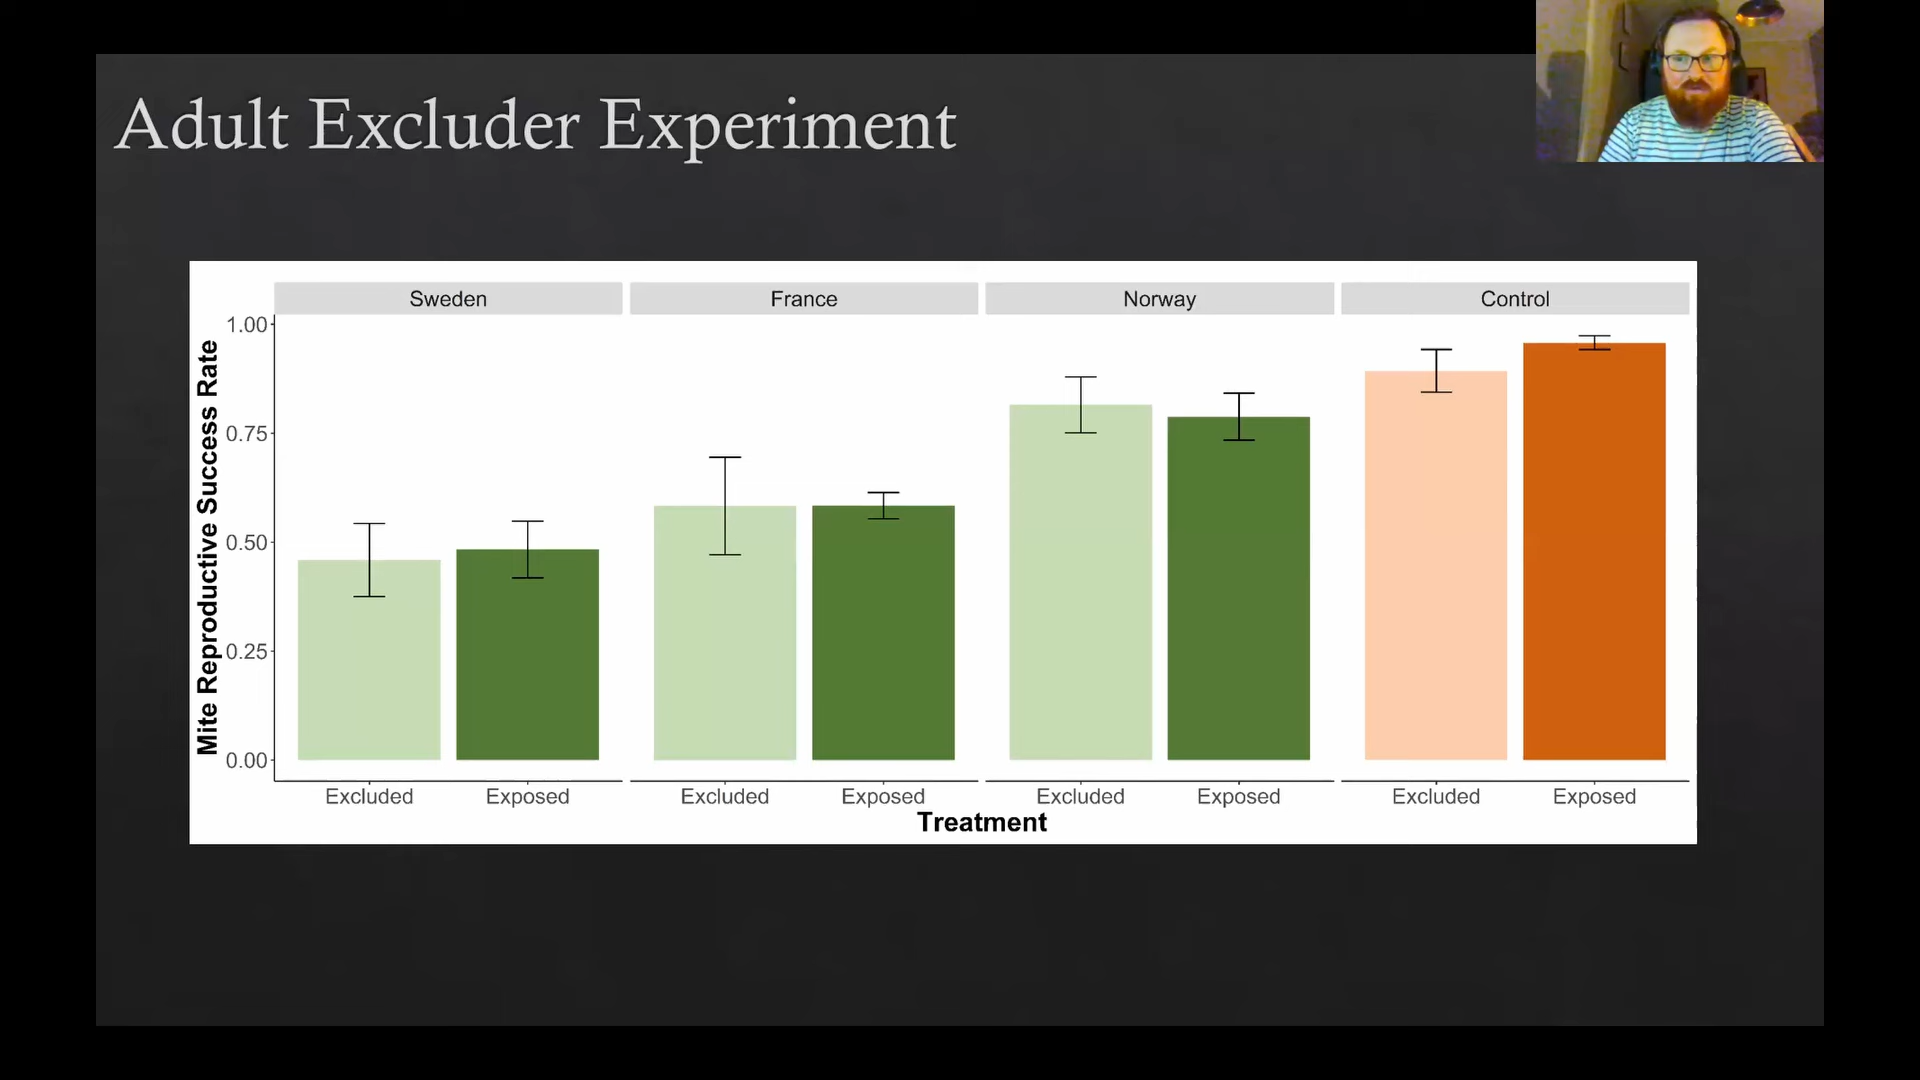 Adult Excluder Experiment
Sweden France Norway Control
Mite Reproductive Success Rate
1.00
0.75
0.50
0.25
0.00
Excluded Exposed Excluded Exposed Excluded Exposed Excluded Exposed
Treatment